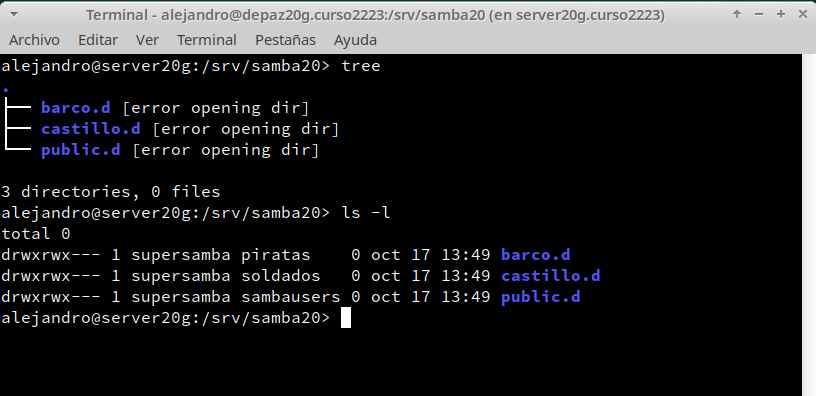 Terminal - alejandro@depaz20g.curso2223:/srv/samba20 (en server20g.curso2223)
Archivo Editar Ver Terminal Pestañas Ayuda
alejandro@server20g:/srv/samba20> tree
.
├── barco.d [error opening dir]
├── castillo.d [error opening dir]
└── public.d [error opening dir]
3 directories, 0 files
alejandro@server20g:/srv/samba20> ls -l
total 0
drwxrwx--- 1 supersamba piratas    0 oct 17 13:49 barco.d
drwxrwx--- 1 supersamba soldados   0 oct 17 13:49 castillo.d
drwxrwx--- 1 supersamba sambausers 0 oct 17 13:49 public.d
alejandro@server20g:/srv/samba20>